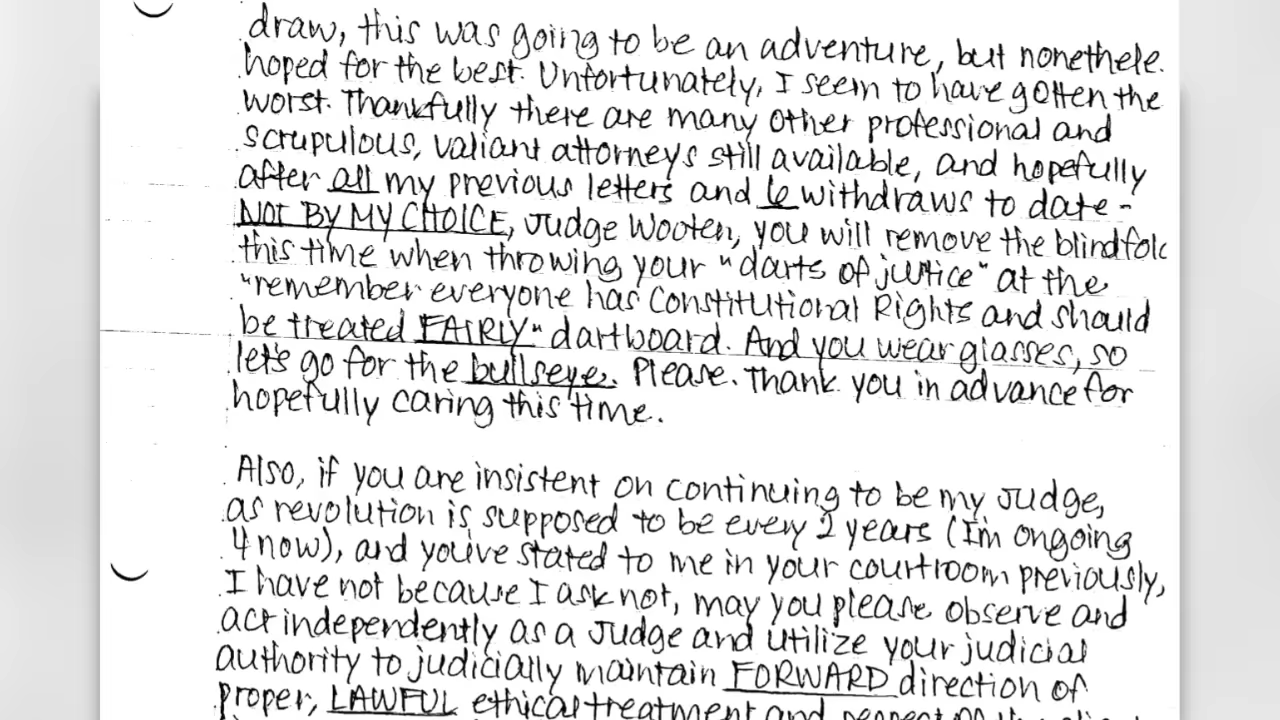 draw, this was going to be an adventure, but nonethele
hoped for the best. Unfortunately, I seem to have gotten the
worst. Thankfully there are many other professional and
scrupulous, valiant attorneys still available, and hopefully
after all my previous letters and 6 withdraws to date -
NOT BY MY CHOICE, Judge Wooten, you will remove the blindfold
this time when throwing your "darts of justice" at the
"remember everyone has Constitutional Rights and should
be treated FAIRLY" dartboard. And you wear glasses, so
let's go for the bullseye. Please. Thank you in advance for
hopefully caring this time.
Also, if you are insistent on continuing to be my Judge,
as revolution is supposed to be every 2 years (I'm ongoing
4 now), and you've stated to me in your courtroom previously,
I have not because I ask not, may you please observe and
act independently as a Judge and utilize your judicial
authority to judicially maintain FORWARD direction of
proper, LAWFUL ethical treatment and